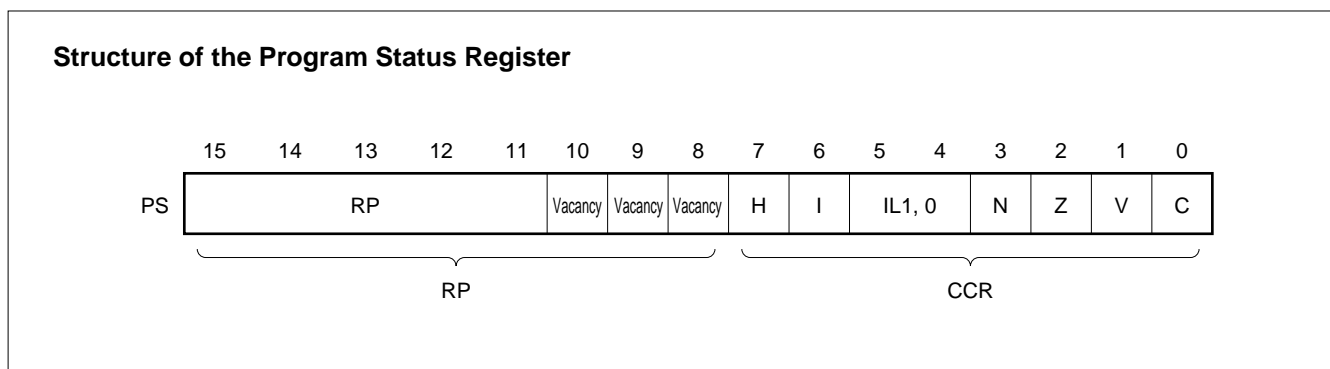 Structure of the Program Status Register
15 14 13 12 11 10 9 8 7 6 5 4 3 2 1 0
PS RP Vacancy Vacancy Vacancy H I IL1, 0 N Z V C
RP CCR